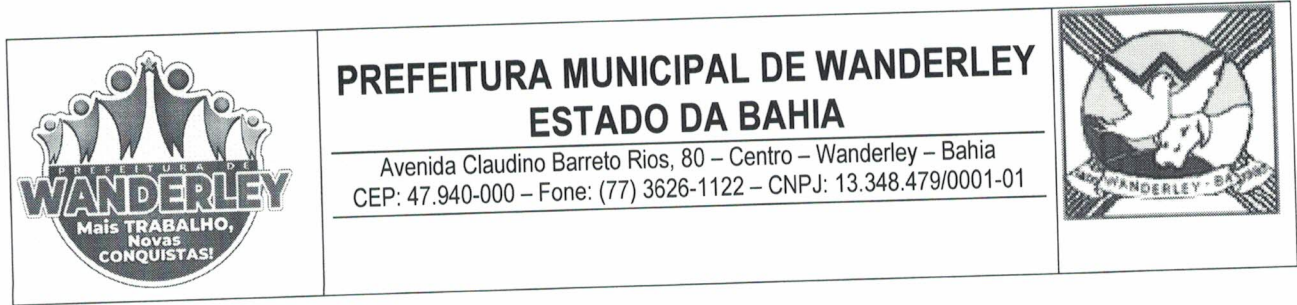 PREFEITURA DE
WANDERLEY
Mais TRABALHO,
Novas
CONQUISTAS!
PREFEITURA MUNICIPAL DE WANDERLEY
ESTADO DA BAHIA
Avenida Claudino Barreto Rios, 80 – Centro – Wanderley – Bahia
CEP: 47.940-000 – Fone: (77) 3626-1122 – CNPJ: 13.348.479/0001-01
WANDERLEY - BA